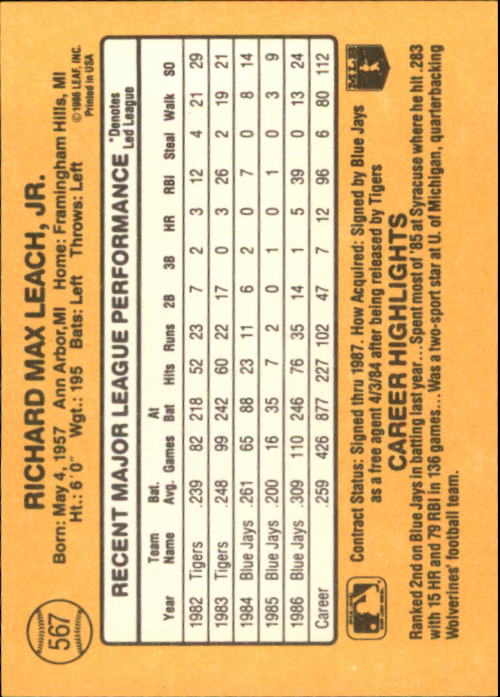 567
RICHARD MAX LEACH, JR.
Born: May 4, 1957 Ann Arbor,MI Home: Framingham Hills, MI
Ht.: 6'0" Wgt.: 195 Bats: Left Throws: Left
©1986 LEAF, INC.
Printed in USA
RECENT MAJOR LEAGUE PERFORMANCE
*Denotes
Led League
Year Team Name Bat. Avg. Games At Bat Hits Runs 2B 3B HR RBI Steal Walk SO
1982 Tigers .239 82 218 52 23 7 2 3 12 4 21 29
1983 Tigers .248 99 242 60 22 17 0 3 26 2 19 21
1984 Blue Jays .261 65 88 23 11 6 2 0 7 0 8 14
1985 Blue Jays .200 16 35 7 2 0 1 0 1 0 3 9
1986 Blue Jays .309 110 246 76 35 14 1 5 39 0 13 24
Career .259 426 877 227 102 47 7 12 96 6 80 112
MLB
Contract Status: Signed thru 1987. How Acquired: Signed by Blue Jays
as a free agent 4/3/84 after being released by Tigers
CAREER HIGHLIGHTS
Ranked 2nd on Blue Jays in batting last year... Spent most of '85 at Syracuse where he hit .283
with 15 HR and 79 RBI in 136 games... Was a two-sport star at U. of Michigan, quarterbacking
Wolverines' football team.